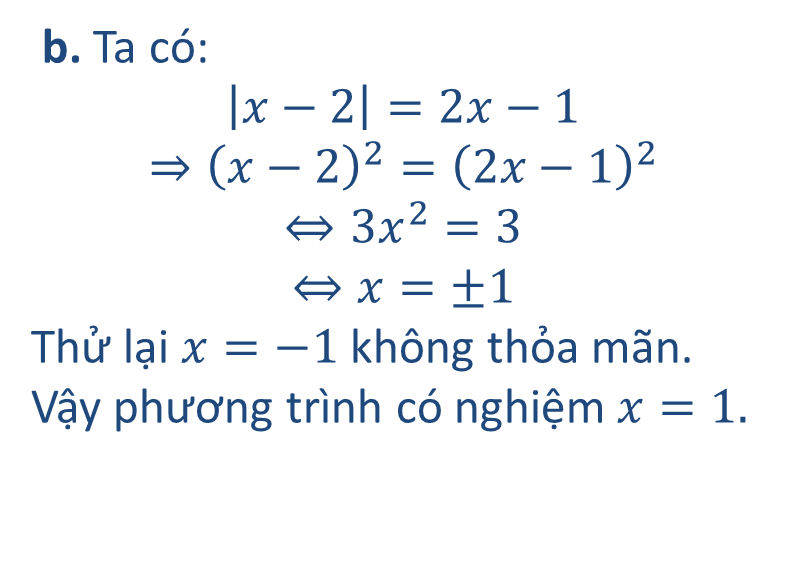 b. Ta có:
|x − 2| = 2x − 1
⇒ (x − 2)² = (2x − 1)²
⇔ 3x² = 3
⇔ x = ±1
Thử lại x = −1 không thỏa mãn.
Vậy phương trình có nghiệm x = 1.